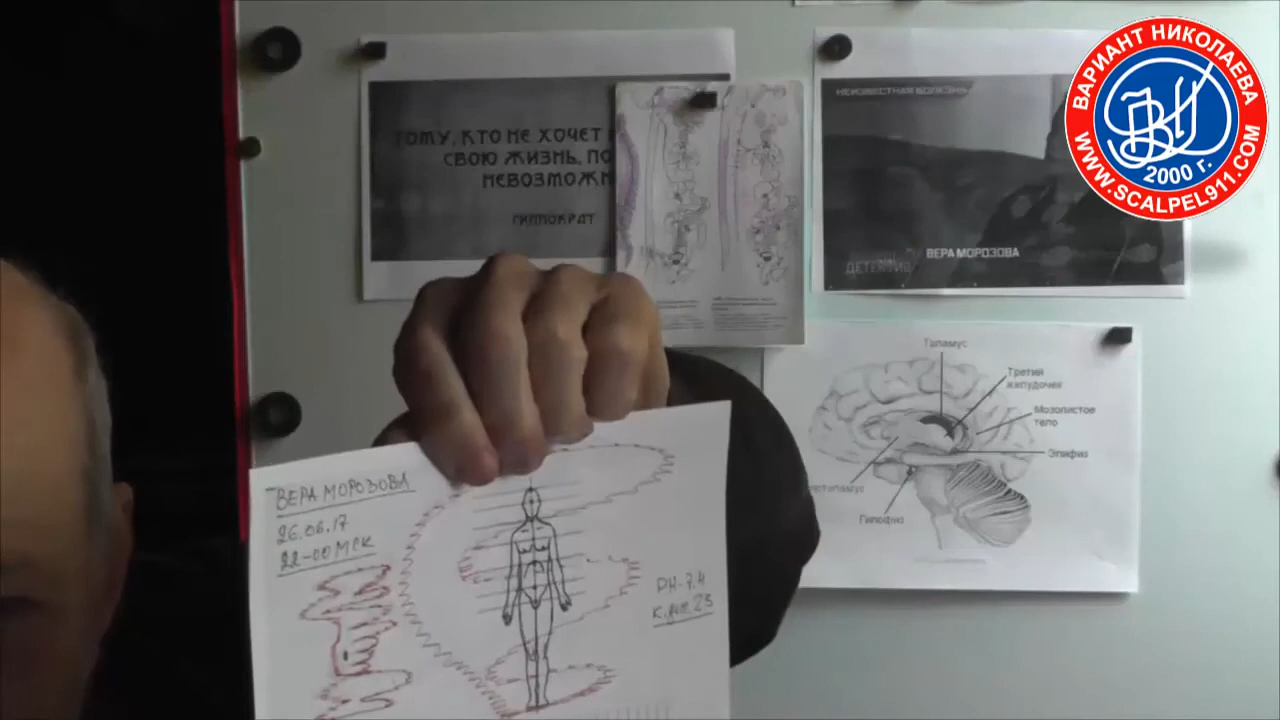 ВАРИАНТ НИКОЛАЕВА
ВН
2000 г.
WWW.SCALPEL911.COM
ТОМУ, КТО НЕ ХОЧЕТ
СВОЮ ЖИЗНЬ, ПО
НЕВОЗМОЖН
ГИППОКРАТ
НЕИЗВЕСТНАЯ БОЛЕЗНЬ
ВЕРА МОРОЗОВА
ДЕТЕКТИВ
Таламус
Третий
желудочек
Мозолистое
тело
Эпифиз
Гипофиз
ВЕРА МОРОЗОВА
26.06.17
22-00 МСК
PH-7.4